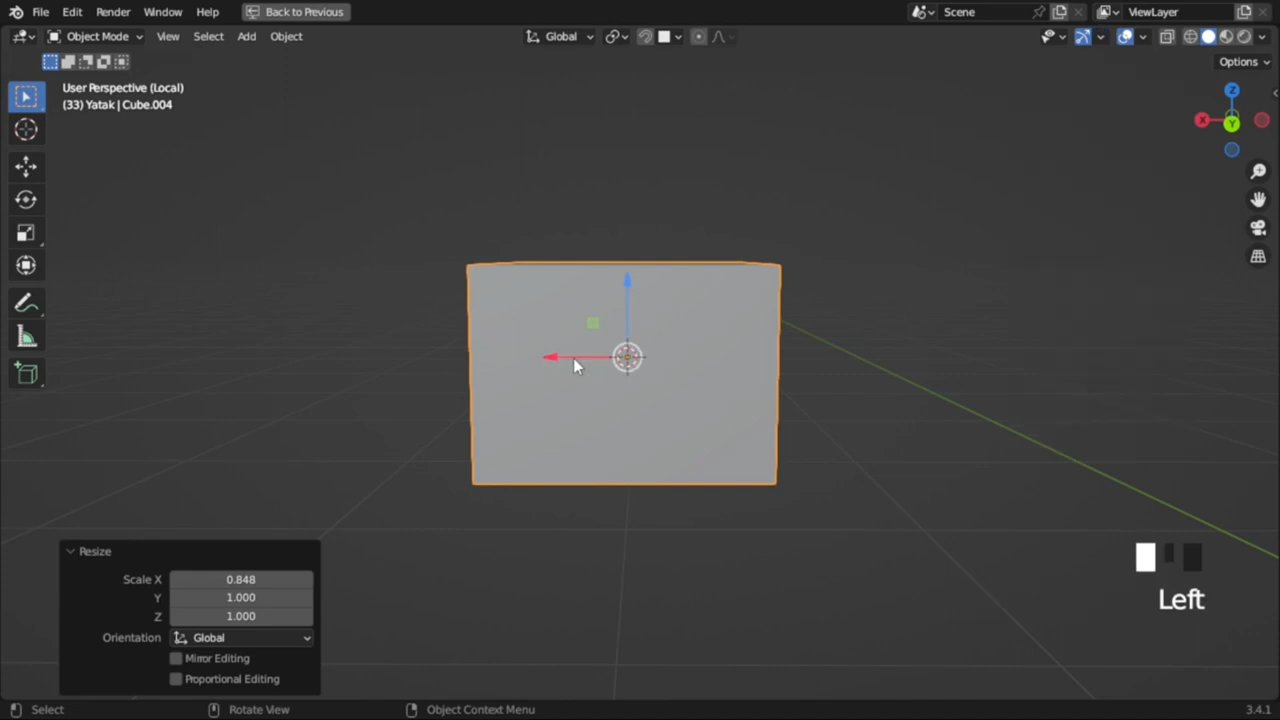 File Edit Render Window Help Back to Previous Scene ViewLayer
Object Mode View Select Add Object Global
Options
User Perspective (Local)
(33) Yatak | Cube.004
Z
X
Y
Resize
Scale X 0.848
Y 1.000
Z 1.000
Orientation Global
Mirror Editing
Proportional Editing
Left
Select Rotate View Object Context Menu 3.4.1